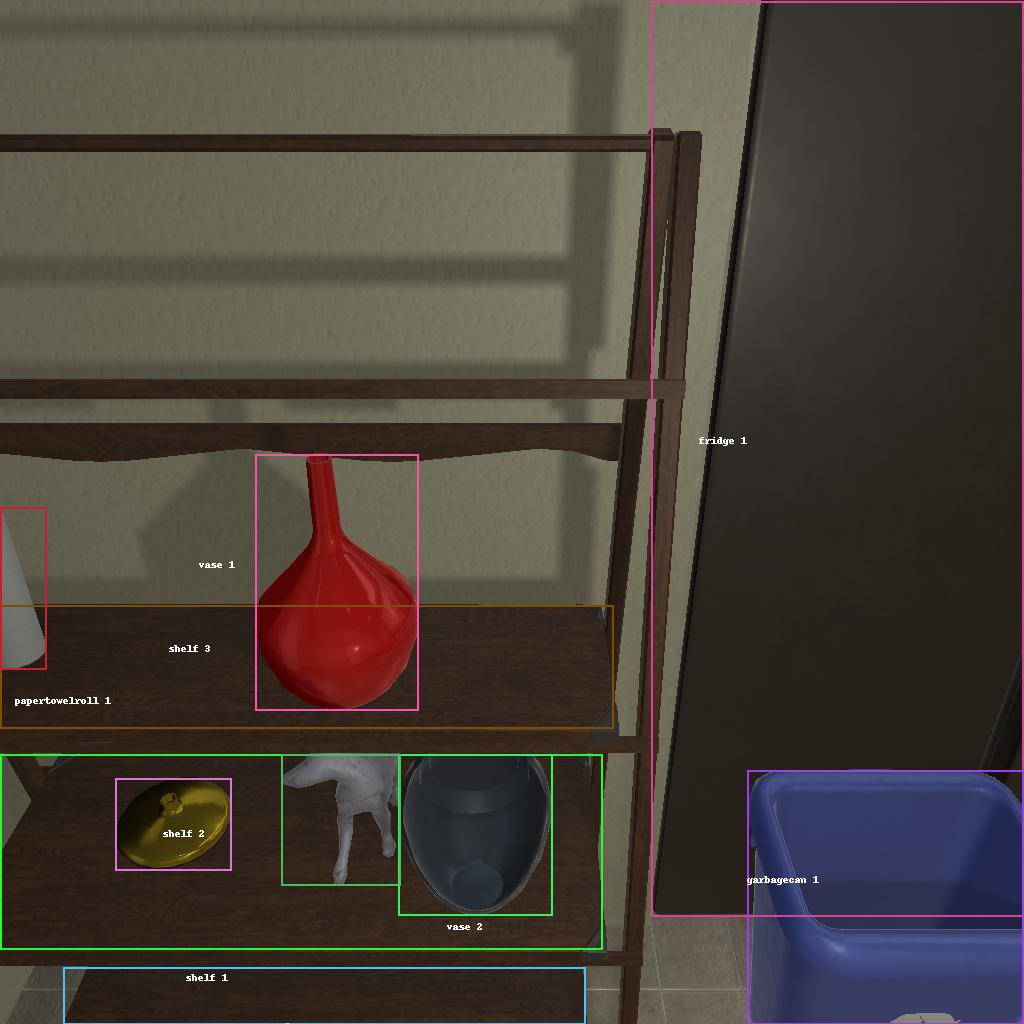 fridge 1
vase 1
shelf 3
papertowelroll 1
shelf 2
garbagecan 1
vase 2
shelf 1